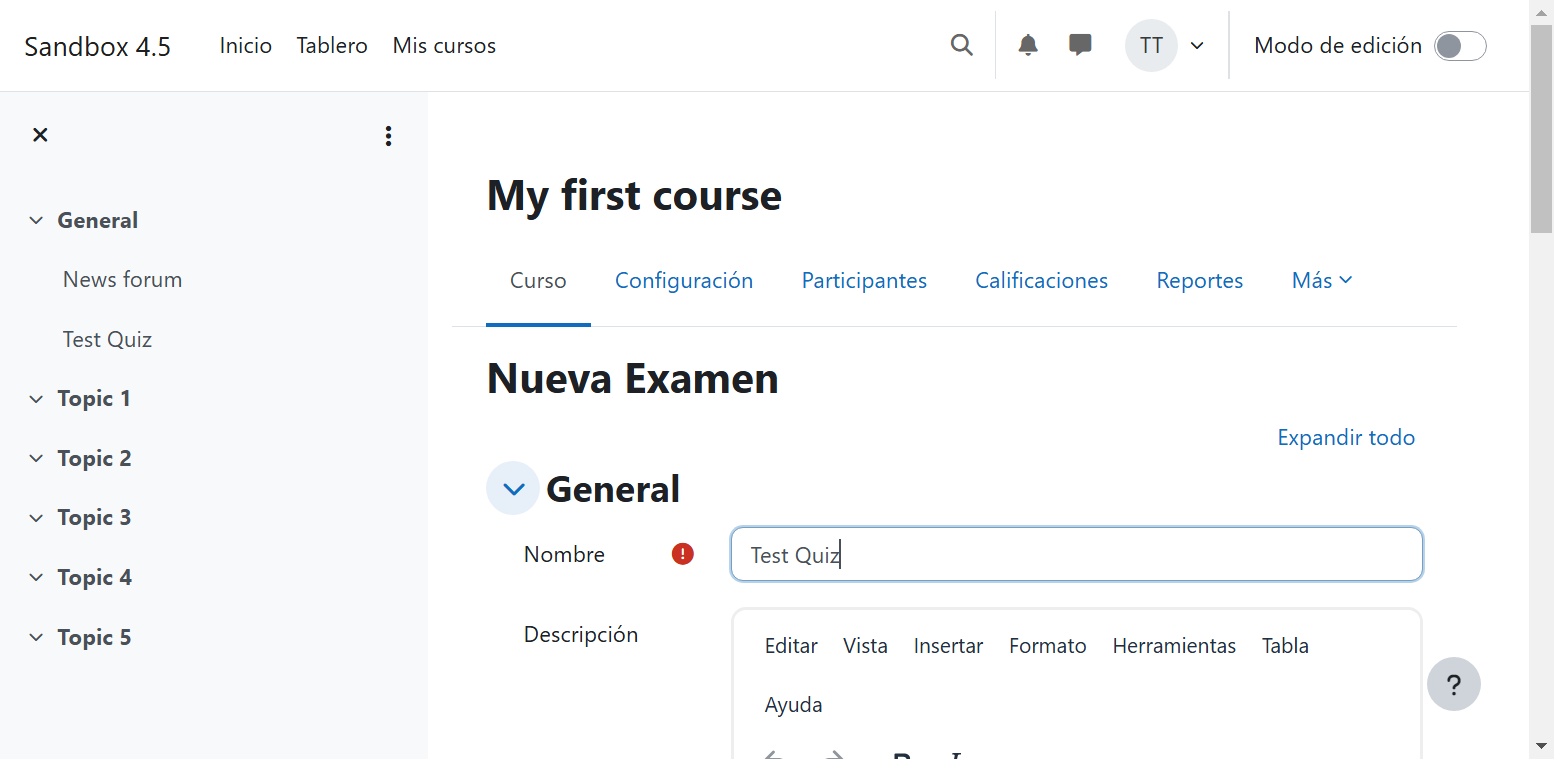 Sandbox 4.5 Inicio Tablero Mis cursos TT Modo de edición
General
News forum
Test Quiz
Topic 1
Topic 2
Topic 3
Topic 4
Topic 5
My first course
Curso Configuración Participantes Calificaciones Reportes Más
Nueva Examen
Expandir todo
General
Nombre Test Quiz
Descripción
Editar Vista Insertar Formato Herramientas Tabla
Ayuda
?